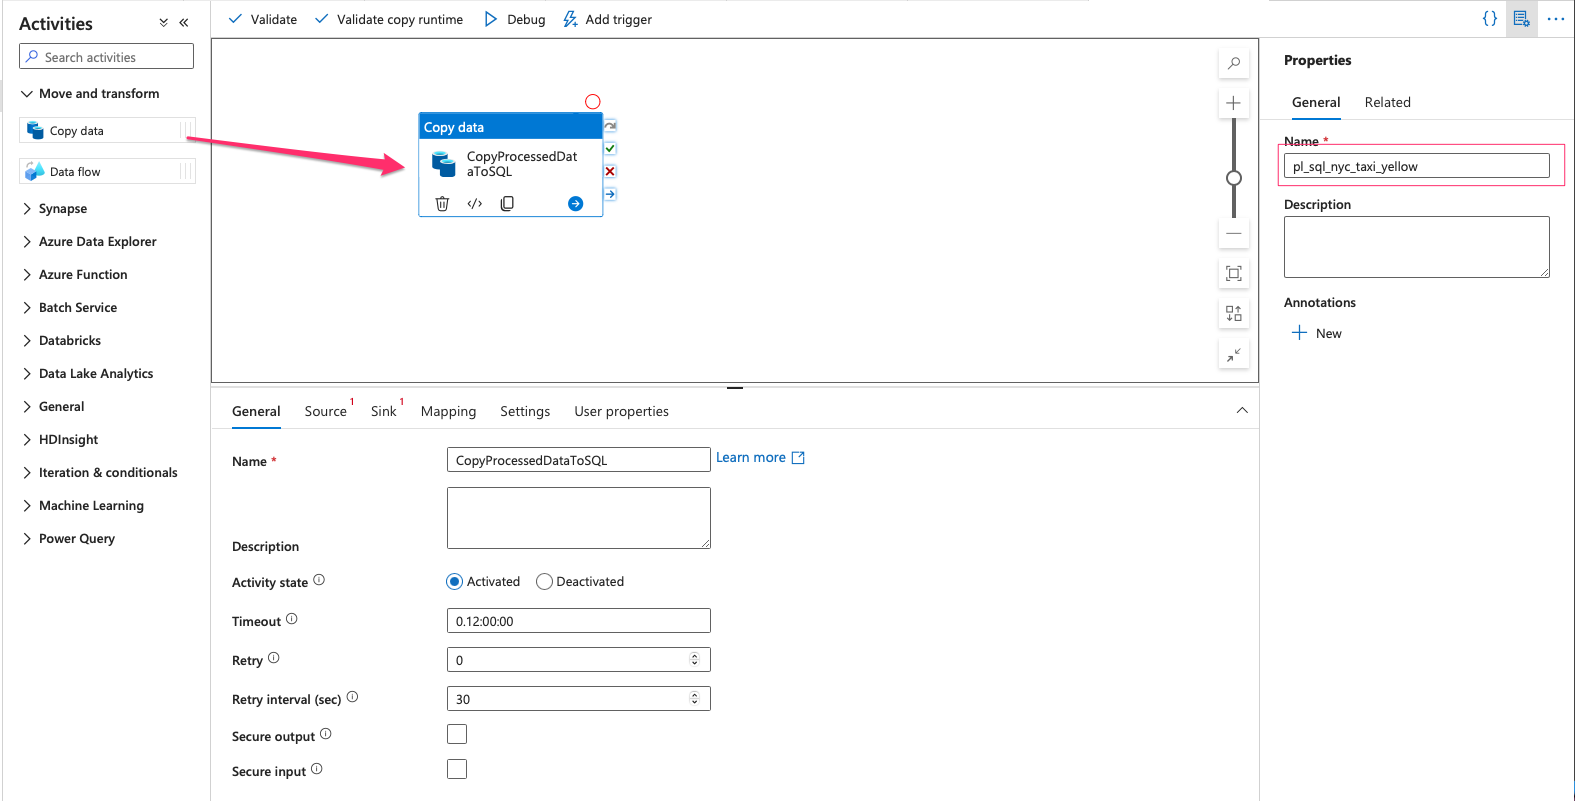 Activities
Search activities
Move and transform
Copy data
Data flow
Synapse
Azure Data Explorer
Azure Function
Batch Service
Databricks
Data Lake Analytics
General
HDInsight
Iteration & conditionals
Machine Learning
Power Query
Validate Validate copy runtime Debug Add trigger
Copy data
CopyProcessedDat
aToSQL
General Source 1 Sink 1 Mapping Settings User properties
Name * CopyProcessedDataToSQL Learn more
Description
Activity state Activated Deactivated
Timeout 0.12:00:00
Retry 0
Retry interval (sec) 30
Secure output
Secure input
Properties
General Related
Name *
pl_sql_nyc_taxi_yellow
Description
Annotations
New